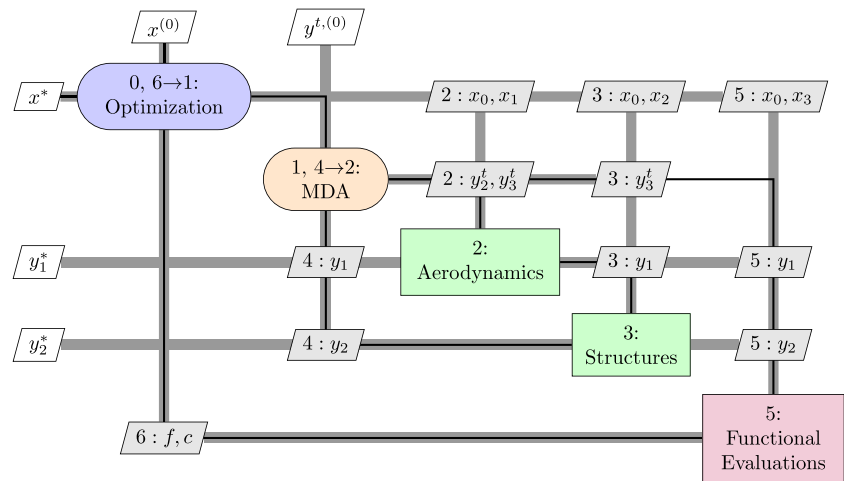 x^{(0)}
y^{t,(0)}
x^*
0, 6→1:
Optimization
2 : x_0, x_1
3 : x_0, x_2
5 : x_0, x_3
1, 4→2:
MDA
2 : y_2^t, y_3^t
3 : y_3^t
y_1^*
4 : y_1
2:
Aerodynamics
3 : y_1
5 : y_1
y_2^*
4 : y_2
3:
Structures
5 : y_2
6 : f, c
5:
Functional
Evaluations